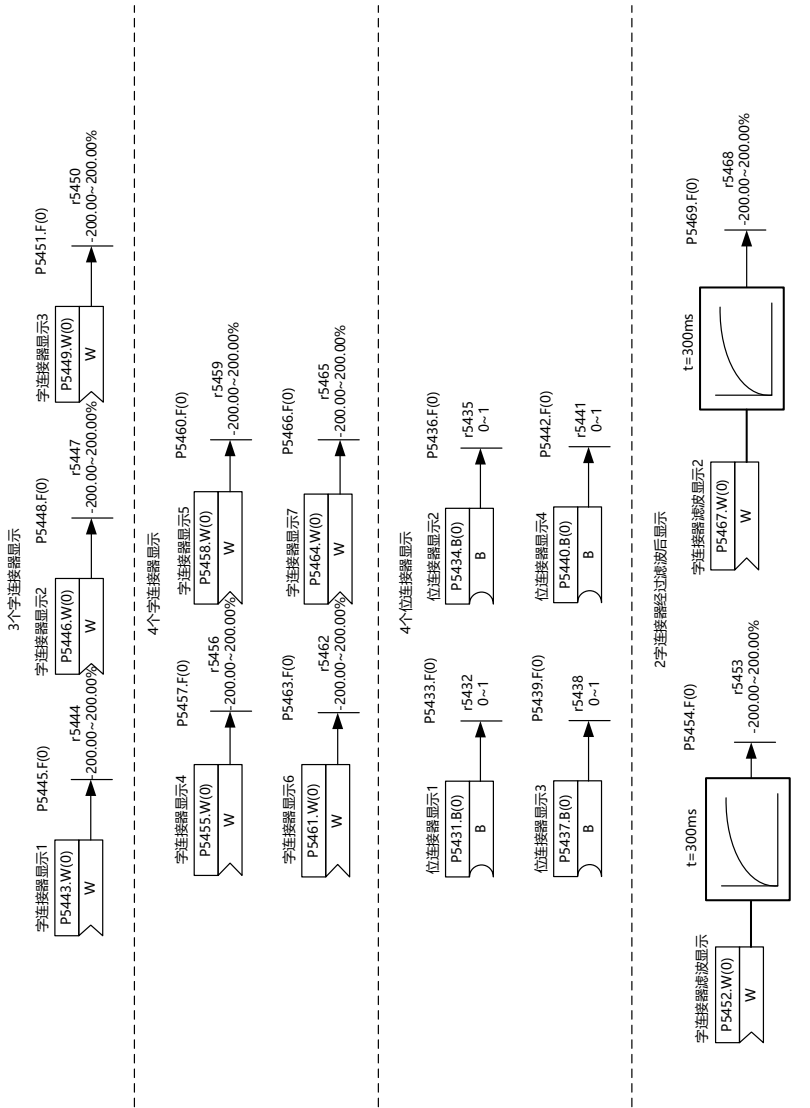 3个字连接器显示
字连接器显示1
P5443.W(0)
W
P5445.F(0)
r5444
-200.00~200.00%
字连接器显示2
P5446.W(0)
W
P5448.F(0)
r5447
-200.00~200.00%
字连接器显示3
P5449.W(0)
W
P5451.F(0)
r5450
-200.00~200.00%
4个字连接器显示
字连接器显示4
P5455.W(0)
W
P5457.F(0)
r5456
-200.00~200.00%
字连接器显示5
P5458.W(0)
W
P5460.F(0)
r5459
-200.00~200.00%
字连接器显示6
P5461.W(0)
W
P5463.F(0)
r5462
-200.00~200.00%
字连接器显示7
P5464.W(0)
W
P5466.F(0)
r5465
-200.00~200.00%
4个位连接器显示
位连接器显示1
P5431.B(0)
B
P5433.F(0)
r5432
0~1
位连接器显示2
P5434.B(0)
B
P5436.F(0)
r5435
0~1
位连接器显示3
P5437.B(0)
B
P5439.F(0)
r5438
0~1
位连接器显示4
P5440.B(0)
B
P5442.F(0)
r5441
0~1
2字连接器经过滤波后显示
字连接器滤波显示
P5452.W(0)
W
t=300ms
P5454.F(0)
r5453
-200.00~200.00%
字连接器滤波显示2
P5467.W(0)
W
t=300ms
P5469.F(0)
r5468
-200.00~200.00%